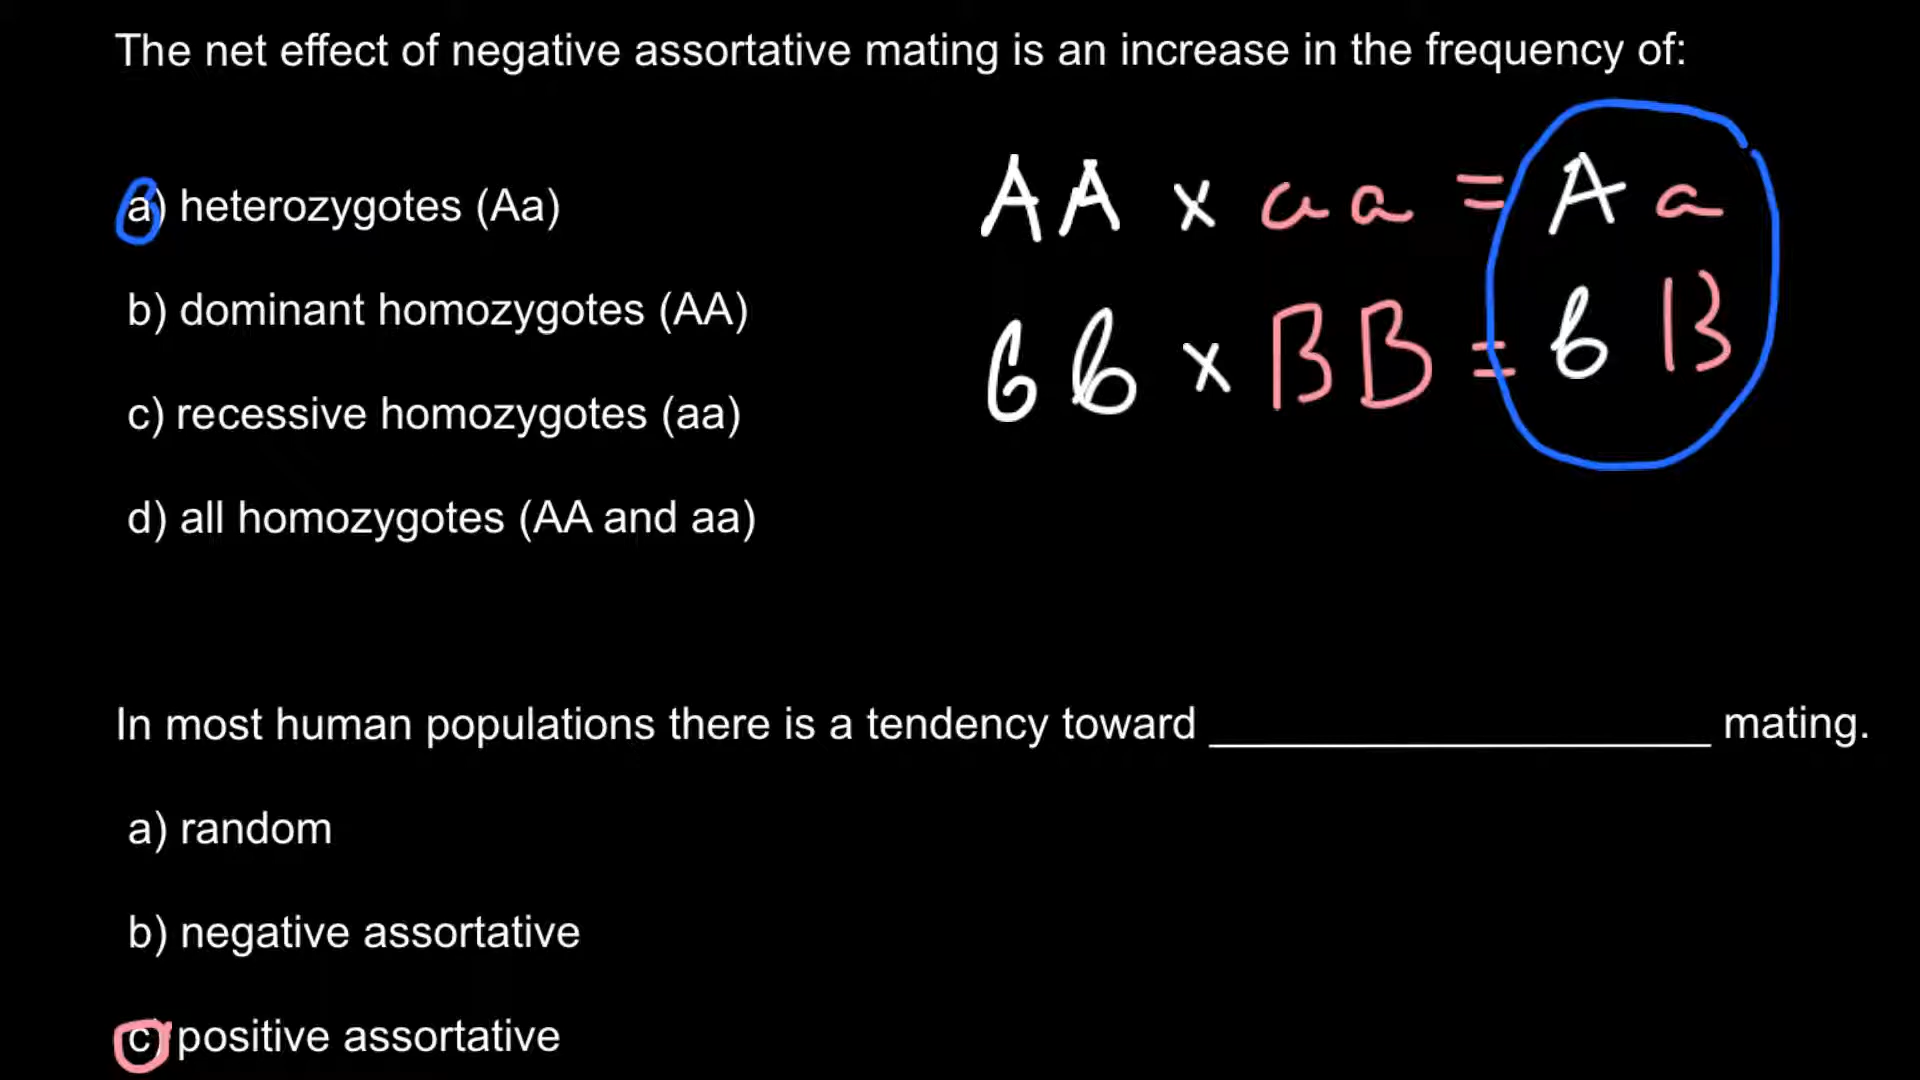 The net effect of negative assortative mating is an increase in the frequency of:
a) heterozygotes (Aa)
AA x aa = Aa
b) dominant homozygotes (AA)
bb x BB = bB
c) recessive homozygotes (aa)
d) all homozygotes (AA and aa)
In most human populations there is a tendency toward ____________________ mating.
a) random
b) negative assortative
c) positive assortative